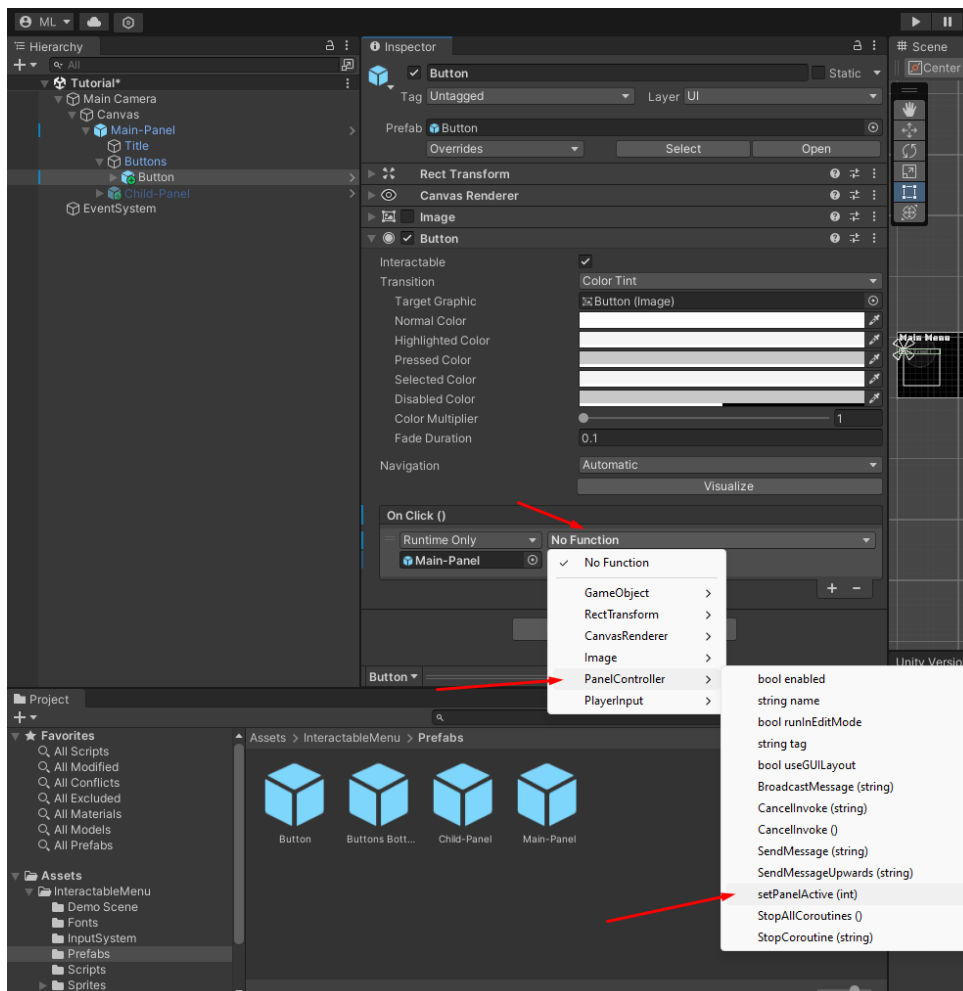 ML
Hierarchy
All
Tutorial*
Main Camera
Canvas
Main-Panel
Title
Buttons
Button
Child-Panel
EventSystem
Inspector
Button
Static
Tag Untagged
Layer UI
Prefab Button
Overrides
Select
Open
Rect Transform
Canvas Renderer
Image
Button
Interactable
Transition
Color Tint
Target Graphic
Button (Image)
Normal Color
Highlighted Color
Pressed Color
Selected Color
Disabled Color
Color Multiplier
1
Fade Duration
0.1
Navigation
Automatic
Visualize
On Click ()
Runtime Only
No Function
Main-Panel
No Function
GameObject
RectTransform
CanvasRenderer
Image
PanelController
PlayerInput
bool enabled
string name
bool runInEditMode
string tag
bool useGUILayout
BroadcastMessage (string)
CancelInvoke (string)
CancelInvoke ()
SendMessage (string)
SendMessageUpwards (string)
setPanelActive (int)
StopAllCoroutines ()
StopCoroutine (string)
Button
Scene
Center
Main Menu
Unity Versio
Project
Favorites
All Scripts
All Modified
All Conflicts
All Excluded
All Materials
All Models
All Prefabs
Assets
InteractableMenu
Demo Scene
Fonts
InputSystem
Prefabs
Scripts
Sprites
Assets > InteractableMenu > Prefabs
Button
Buttons Bott...
Child-Panel
Main-Panel